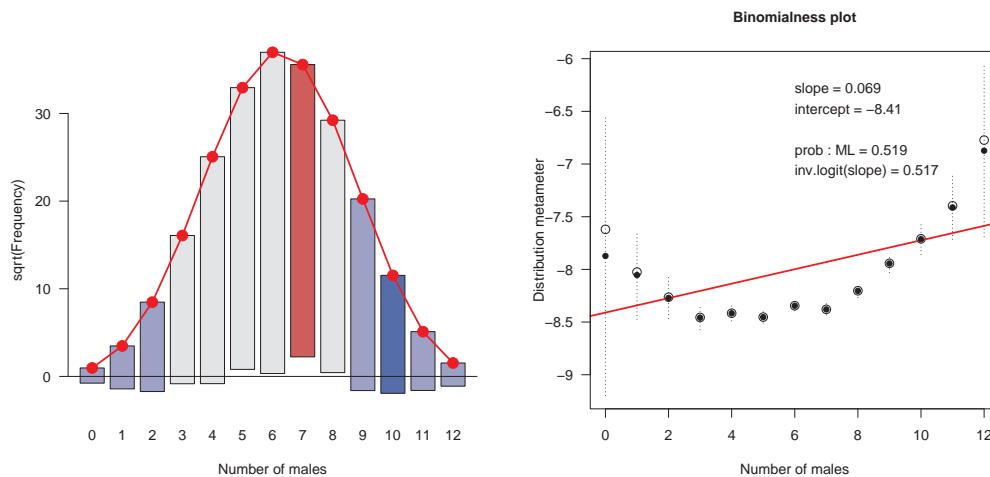 sqrt(Frequency)
30
20
10
0
0 1 2 3 4 5 6 7 8 9 10 11 12
Number of males
Binomialness plot
Distribution metameter
−6
−6.5
−7
−7.5
−8
−8.5
−9
slope = 0.069
intercept = −8.41
prob : ML = 0.519
inv.logit(slope) = 0.517
0 2 4 6 8 10 12
Number of males